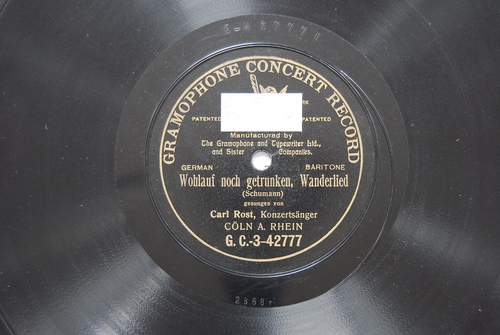 GRAMOPHONE CONCERT RECORD
PATENTED PATENTED
Manufactured by
The Gramophone and Typewriter Ltd.,
and Sister Companies.
GERMAN BARITONE
Wohlauf noch getrunken, Wanderlied
(Schumann)
gesungen von
Carl Rost, Konzertsänger
CÖLN A. RHEIN
G. C.-3-42777